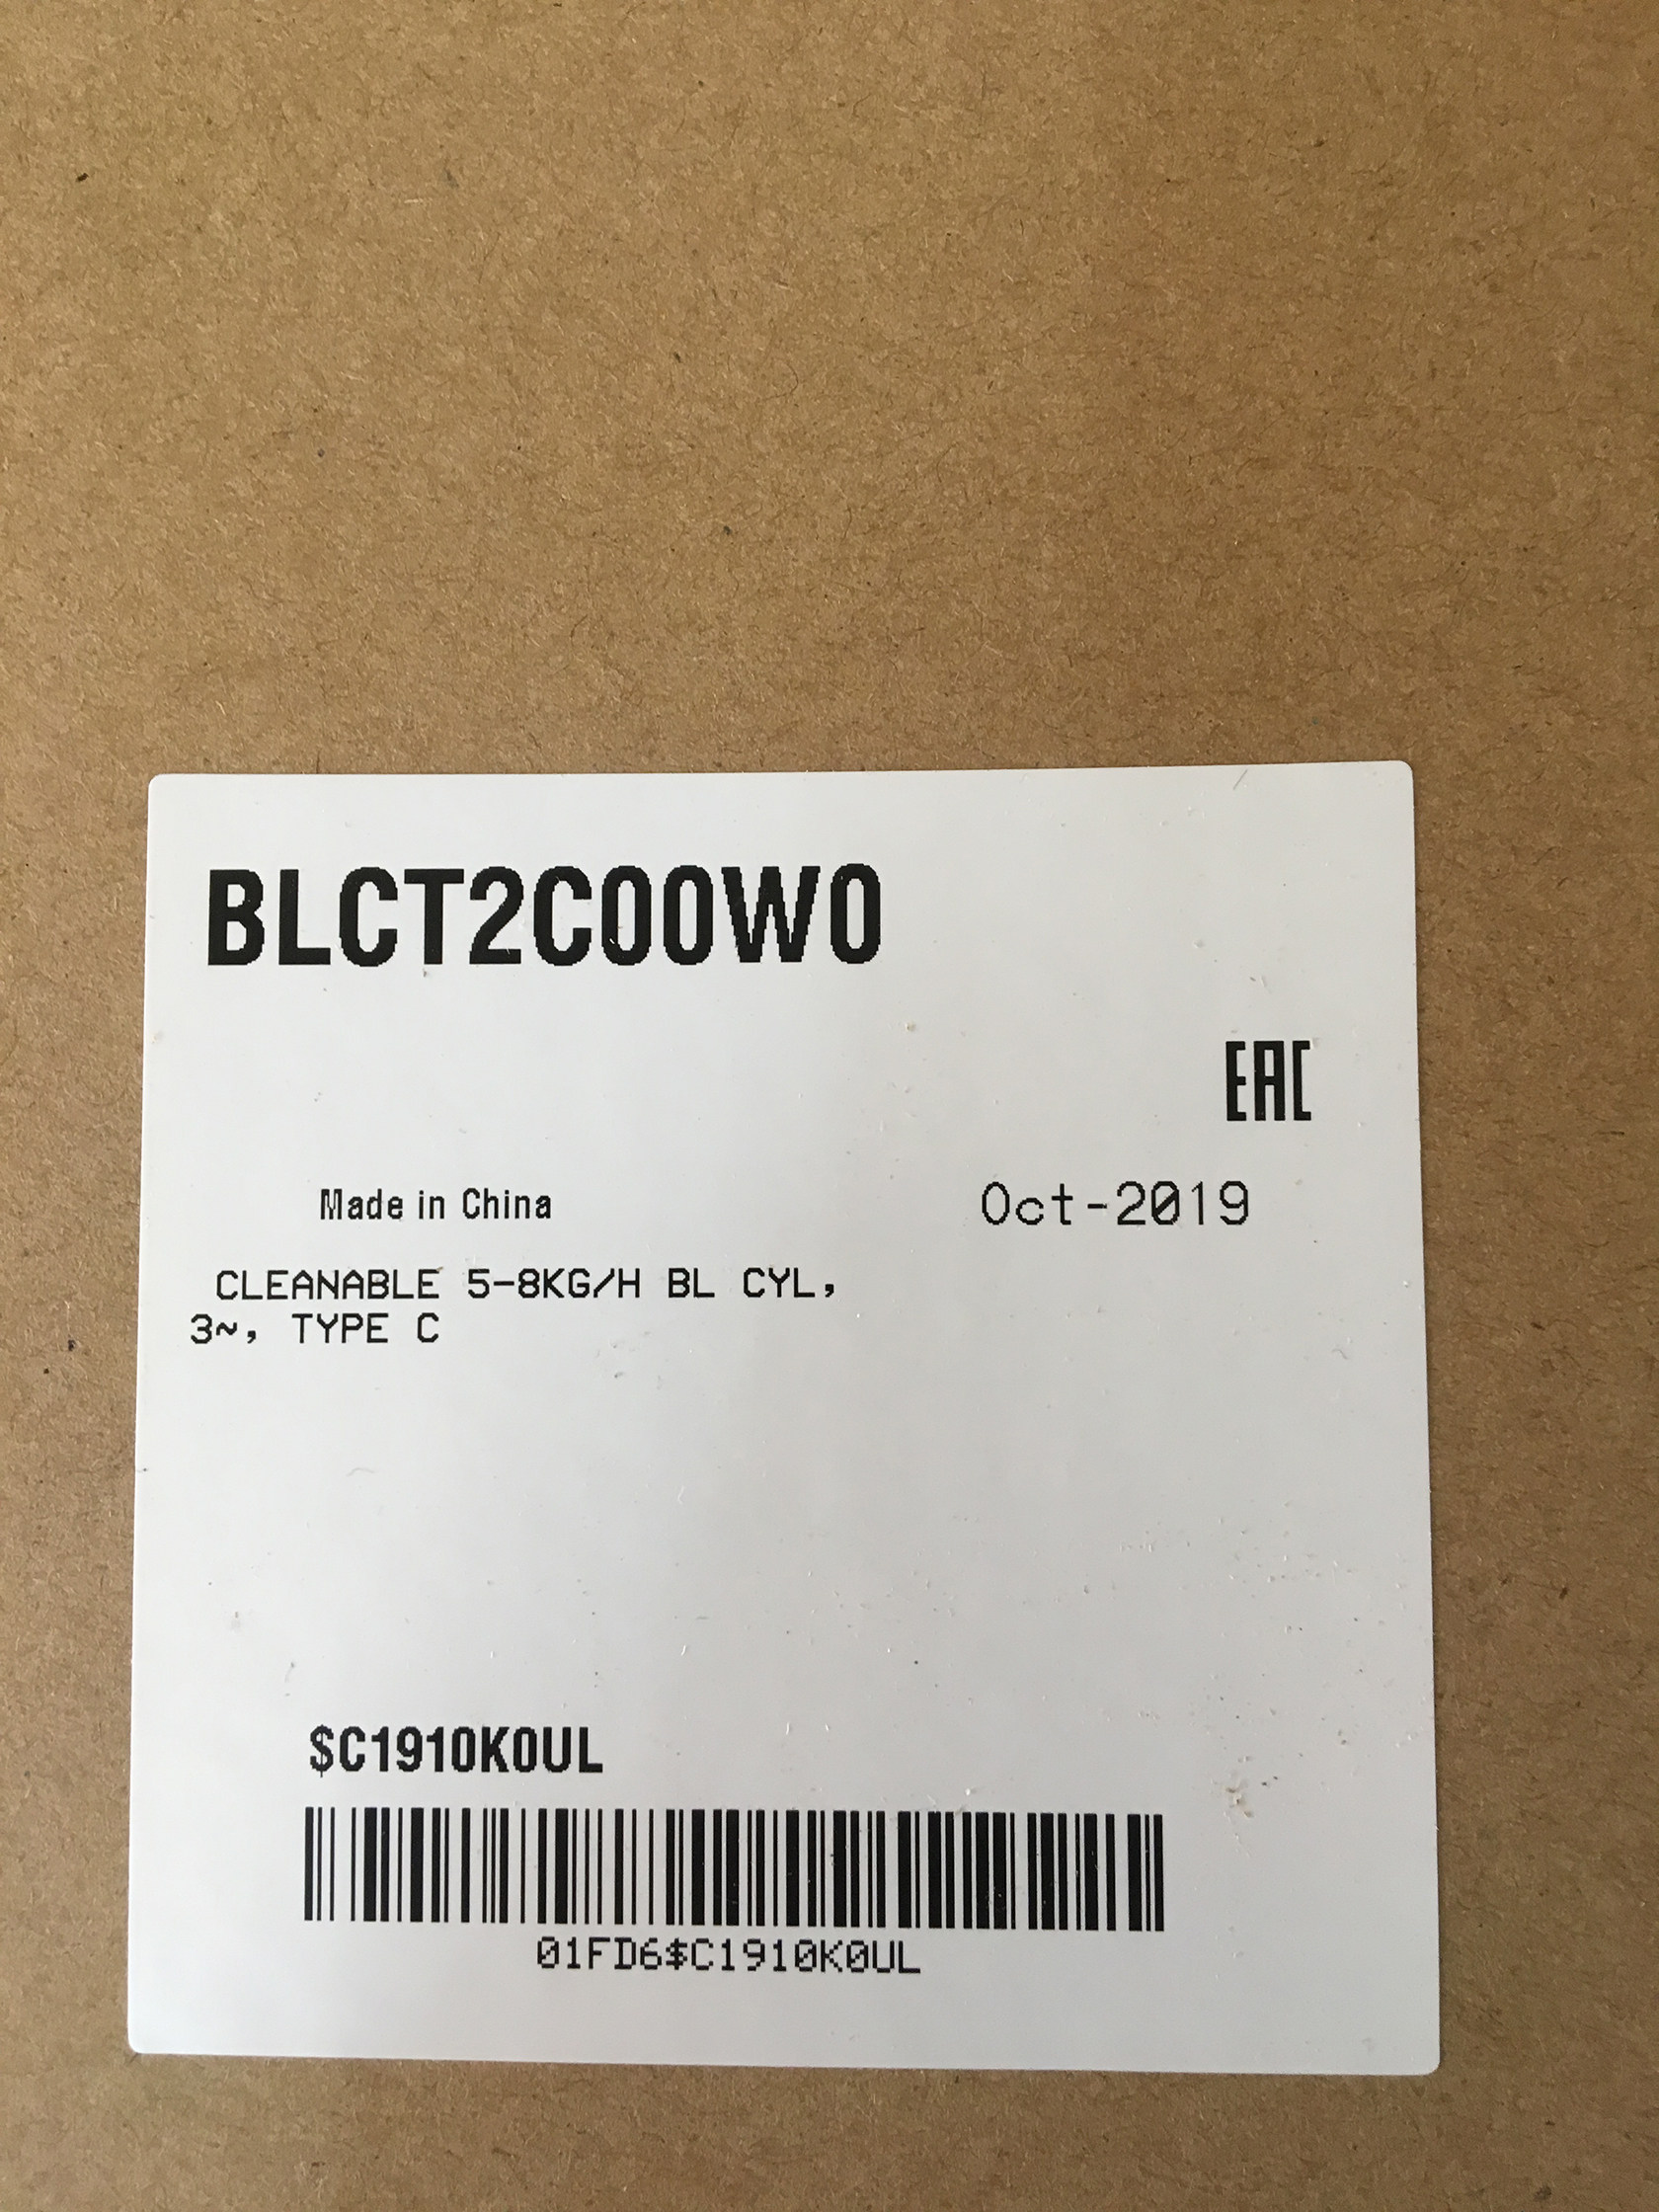 BLCT2C00W0
EAC
Made in China
Oct-2019
CLEANABLE 5-8KG/H BL CYL,
3~, TYPE C
$C1910K0UL
01FD6$C1910K0UL